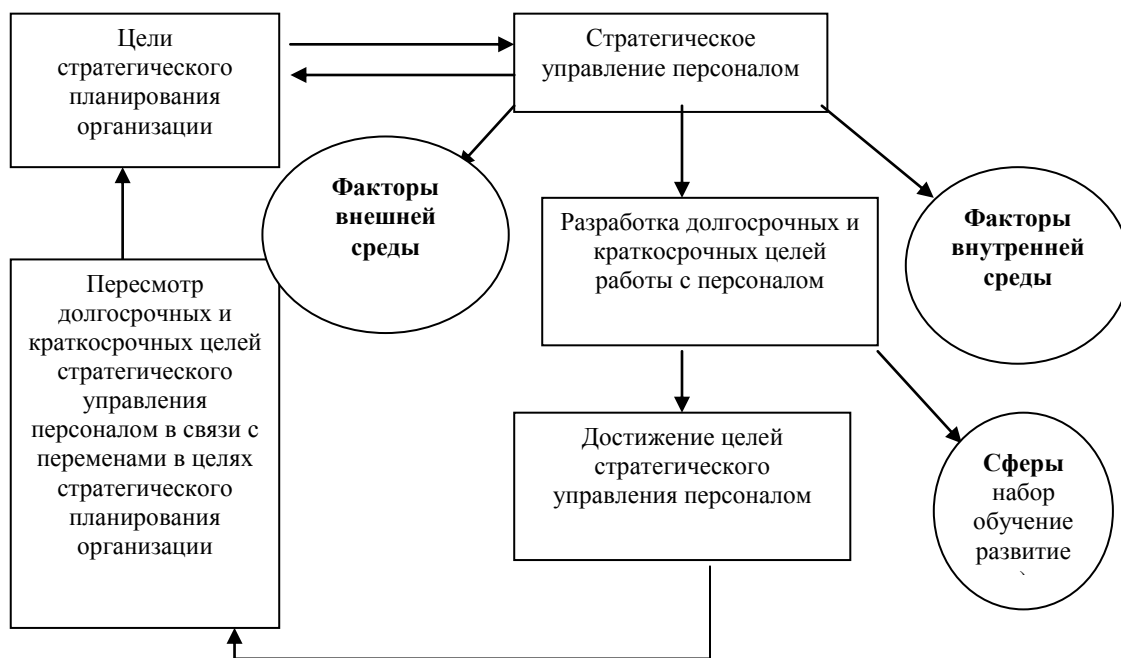 Цели
стратегического
планирования
организации
Стратегическое
управление персоналом
Факторы
внешней
среды
Разработка долгосрочных и
краткосрочных целей
работы с персоналом
Факторы
внутренней
среды
Пересмотр
долгосрочных и
краткосрочных целей
стратегического
управления
персоналом в связи с
переменами в целях
стратегического
планирования
организации
Достижение целей
стратегического
управления персоналом
Сферы
набор
обучение
развитие